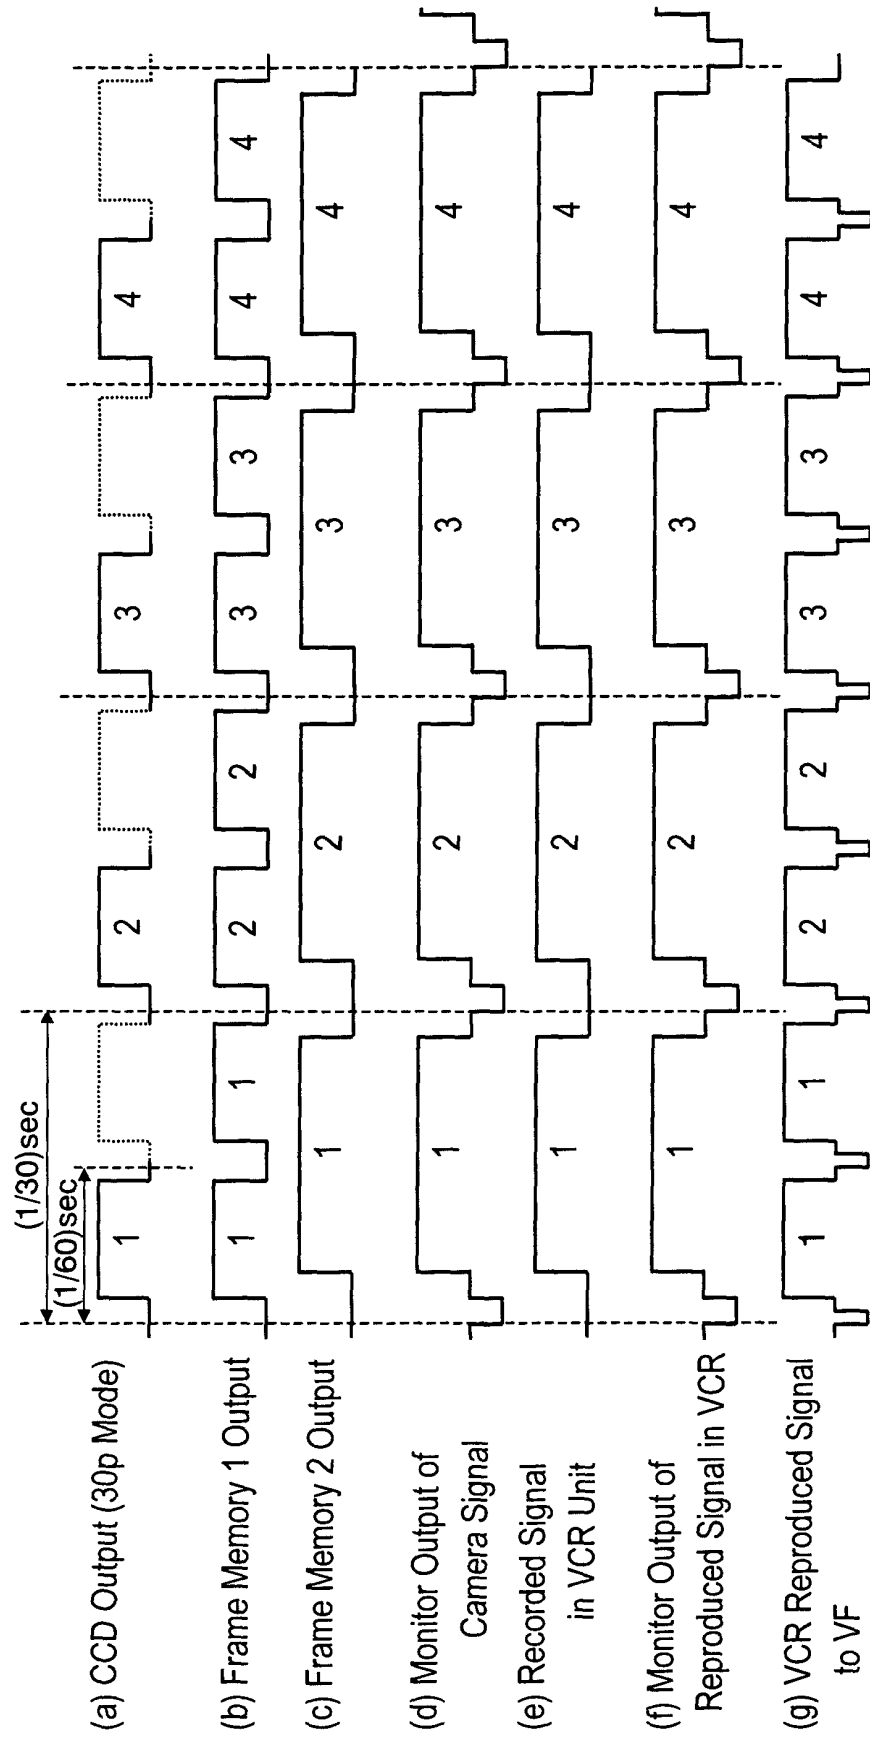 (1/30)sec
(1/60)sec
(a) CCD Output (30p Mode)
1 2 3 4
(b) Frame Memory 1 Output
1 1 2 2 3 3 4 4
(c) Frame Memory 2 Output
1 2 3 4
(d) Monitor Output of
Camera Signal
1 2 3 4
(e) Recorded Signal
in VCR Unit
1 2 3 4
(f) Monitor Output of
Reproduced Signal in VCR
1 2 3 4
(g) VCR Reproduced Signal
to VF
1 1 2 2 3 3 4 4